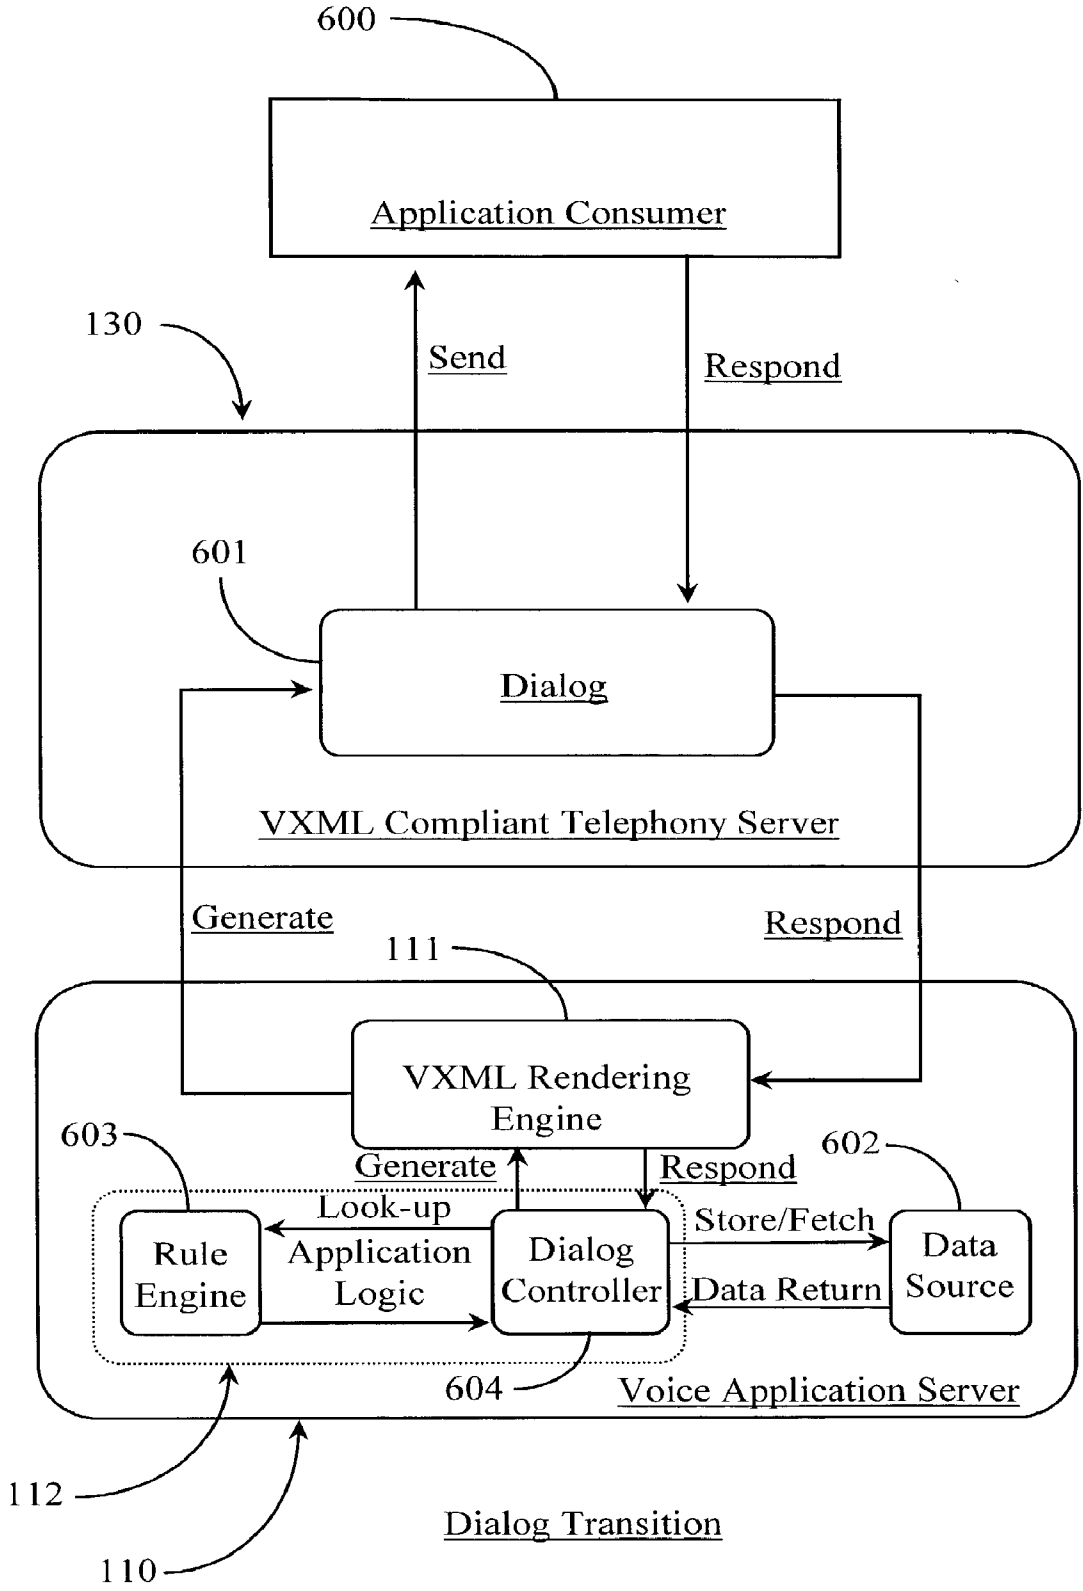 600
Application Consumer
130
Send
Respond
601
Dialog
VXML Compliant Telephony Server
Generate
Respond
111
VXML Rendering
Engine
603
Generate
Respond
602
Look-up
Store/Fetch
Rule
Engine
Application
Logic
Dialog
Controller
Data
Source
Data Return
604
Voice Application Server
112
Dialog Transition
110